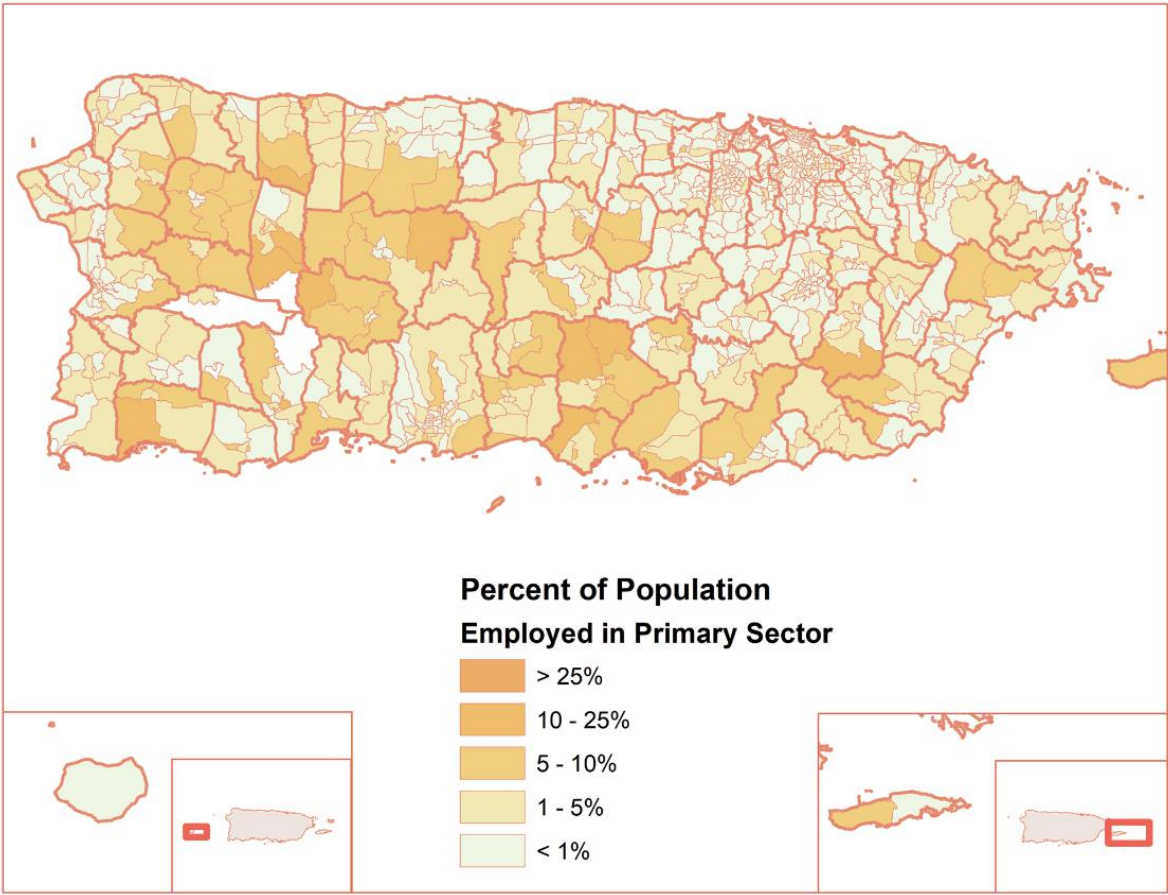 Percent of Population
Employed in Primary Sector
> 25%
10 - 25%
5 - 10%
1 - 5%
< 1%